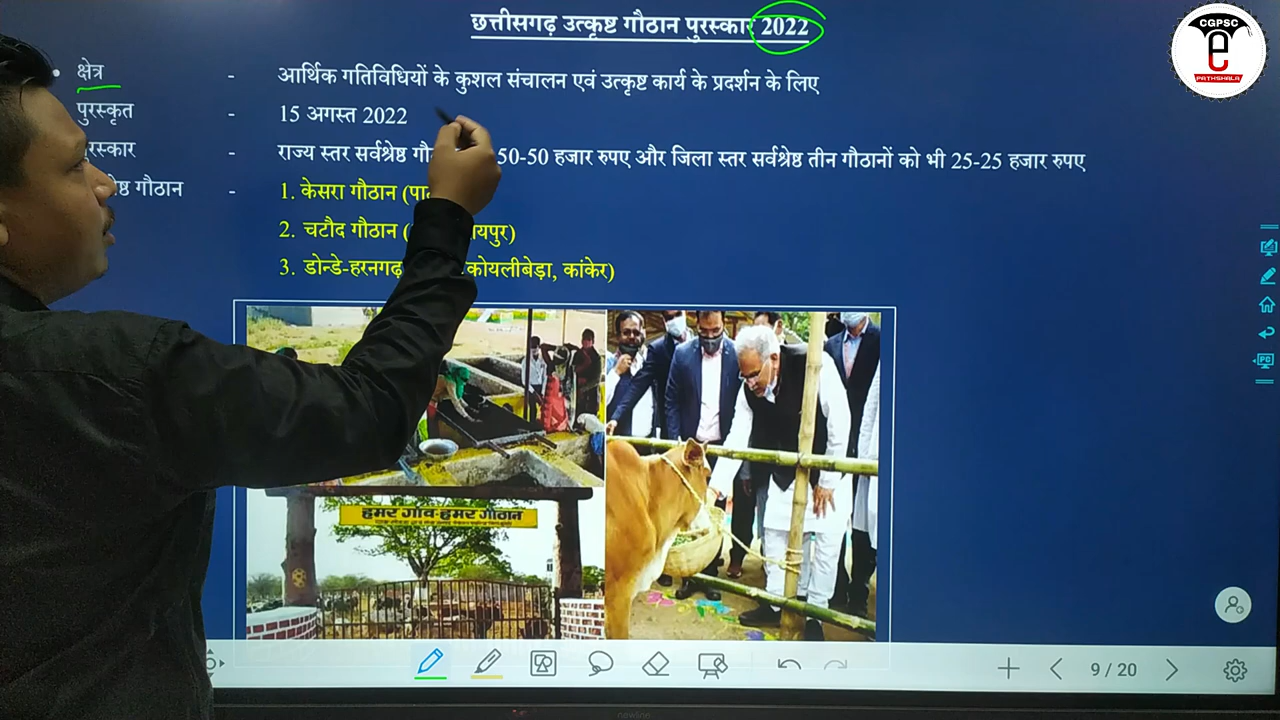 छत्तीसगढ़ उत्कृष्ट गौठान पुरस्कार 2022
CGPSC
e
PATHSHALA
• क्षेत्र - आर्थिक गतिविधियों के कुशल संचालन एवं उत्कृष्ट कार्य के प्रदर्शन के लिए
पुरस्कृत - 15 अगस्त 2022
- राज्य स्तर सर्वश्रेष्ठ 50-50 हजार रुपए और जिला स्तर सर्वश्रेष्ठ तीन गौठानों को भी 25-25 हजार रुपए
गौठान - 1. केसरा गौठान
2. चटौद गौठान
3. कोयलीबेड़ा, कांकेर)
हमर गाँव-हमर गौठान
9 / 20
newline